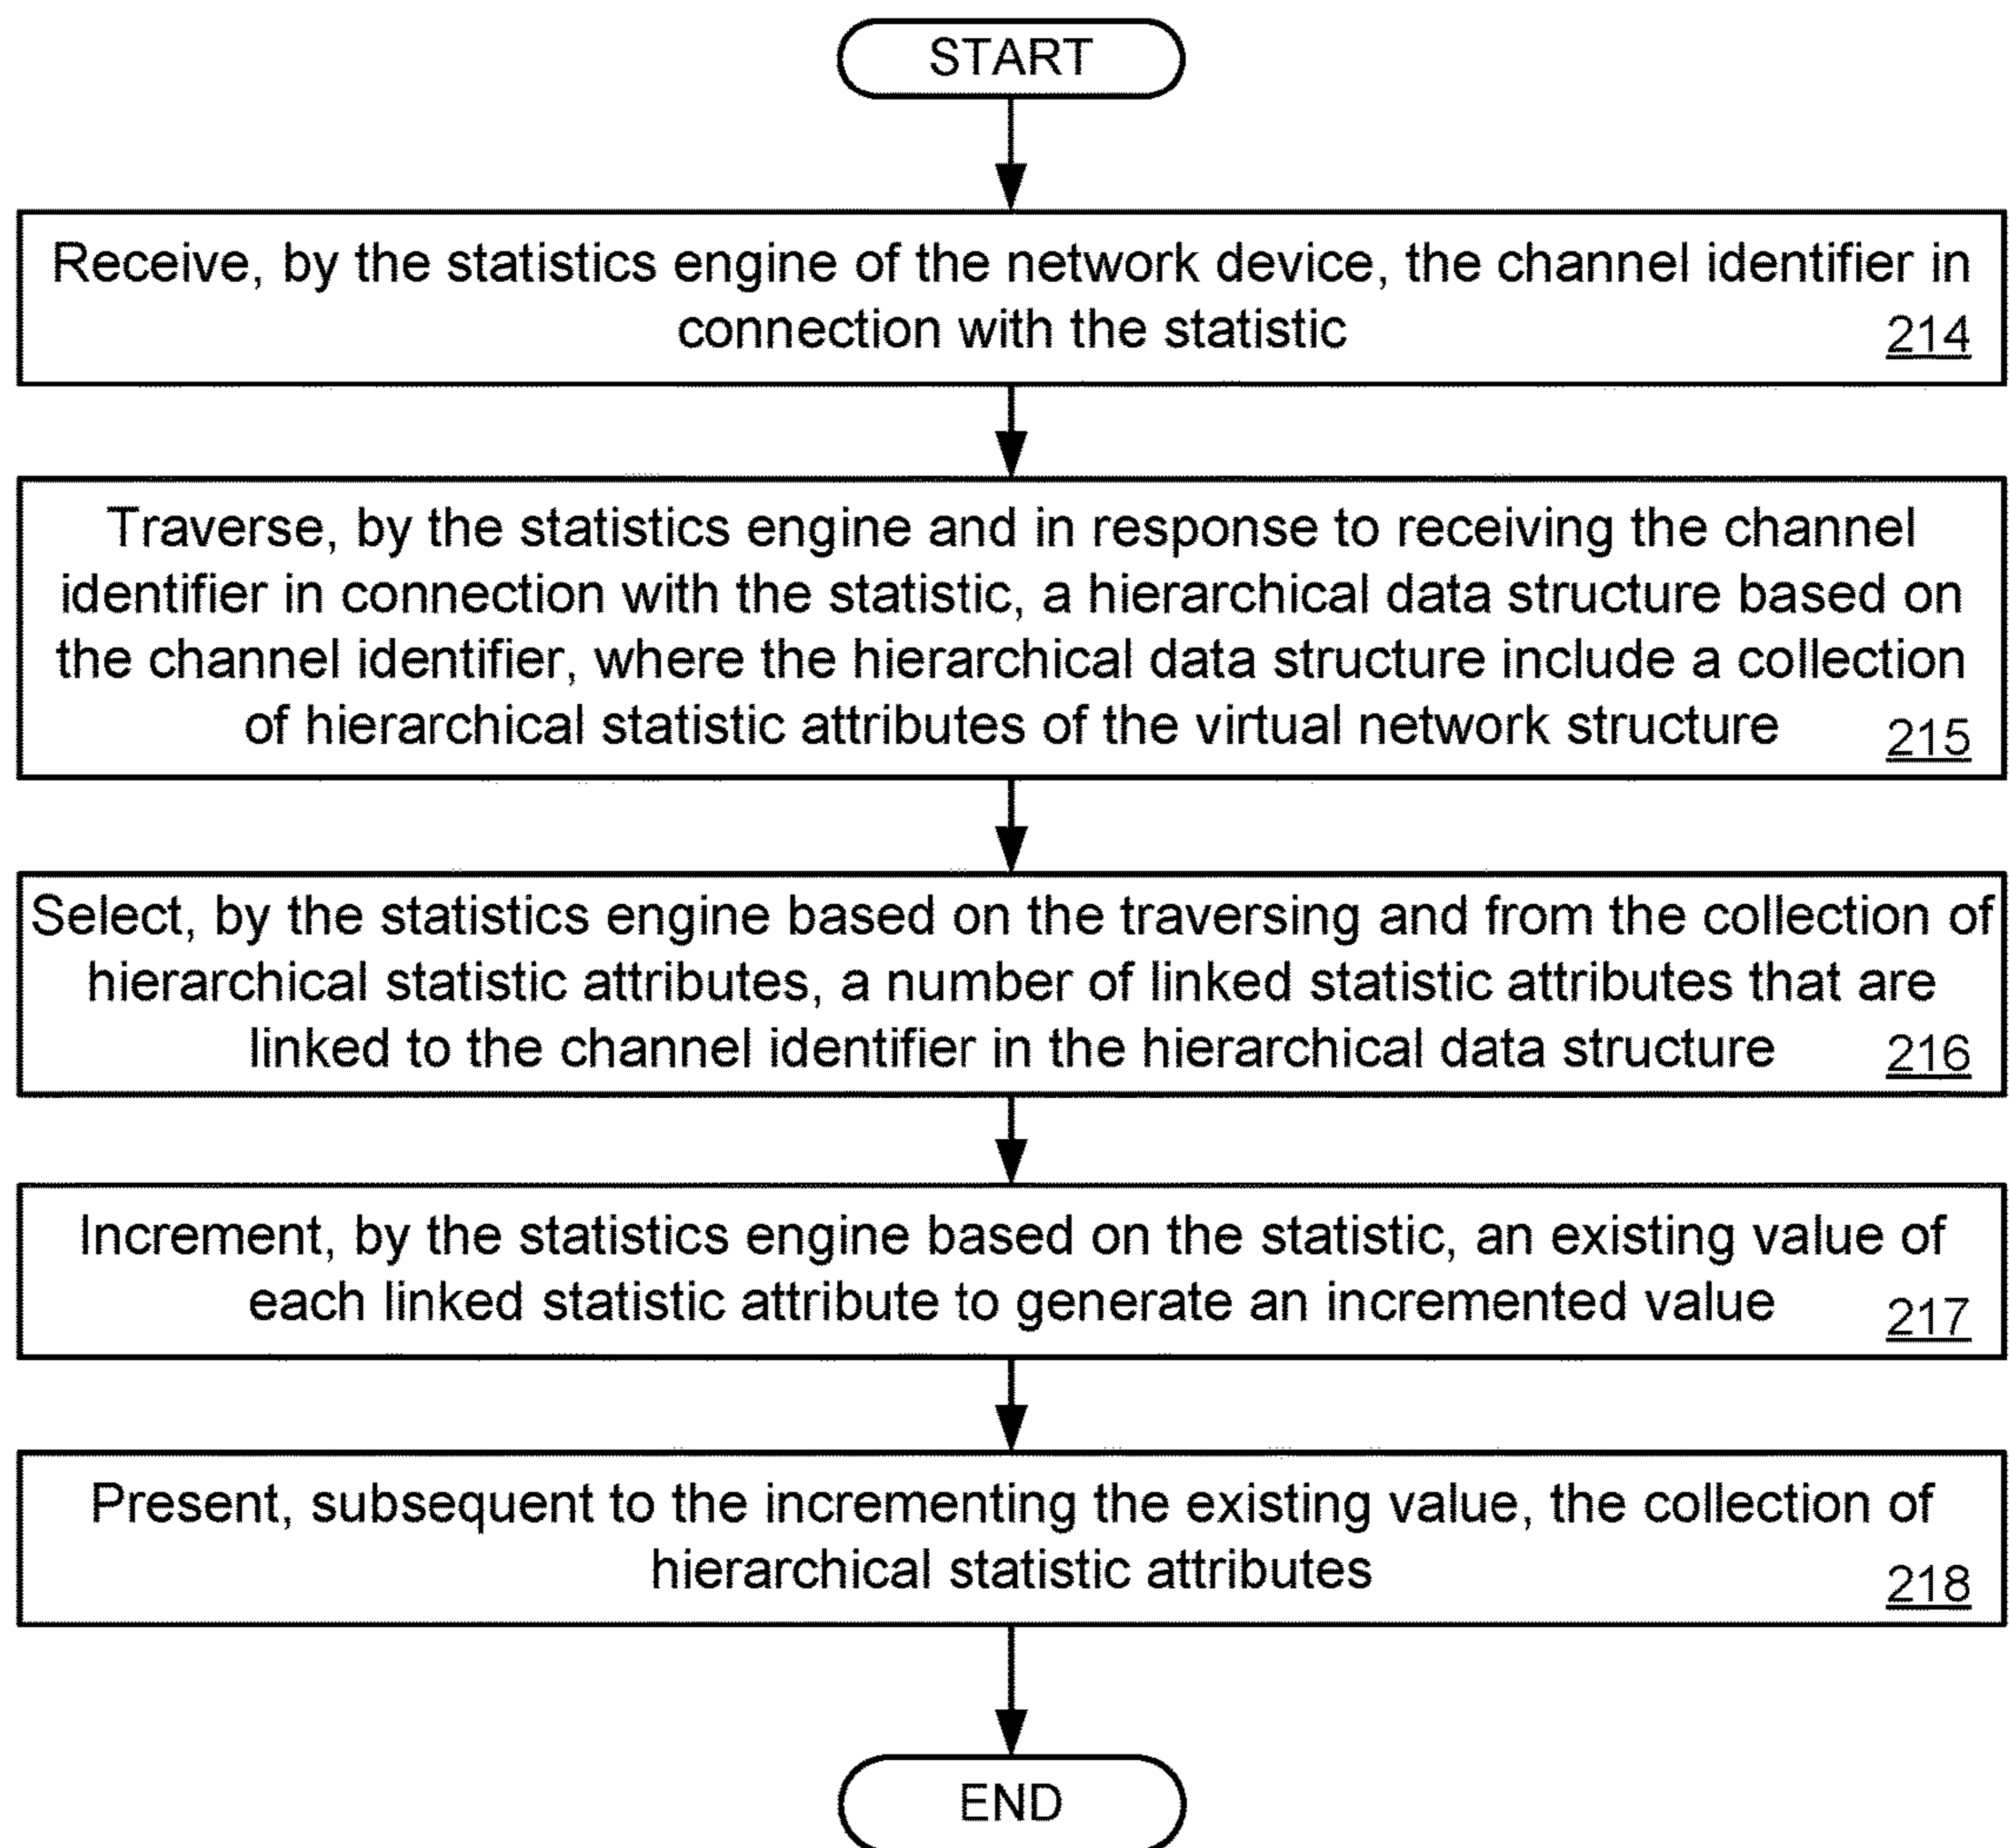 START
Receive, by the statistics engine of the network device, the channel identifier in
connection with the statistic
214
Traverse, by the statistics engine and in response to receiving the channel
identifier in connection with the statistic, a hierarchical data structure based on
the channel identifier, where the hierarchical data structure include a collection
of hierarchical statistic attributes of the virtual network structure
215
Select, by the statistics engine based on the traversing and from the collection of
hierarchical statistic attributes, a number of linked statistic attributes that are
linked to the channel identifier in the hierarchical data structure
216
Increment, by the statistics engine based on the statistic, an existing value of
each linked statistic attribute to generate an incremented value
217
Present, subsequent to the incrementing the existing value, the collection of
hierarchical statistic attributes
218
END